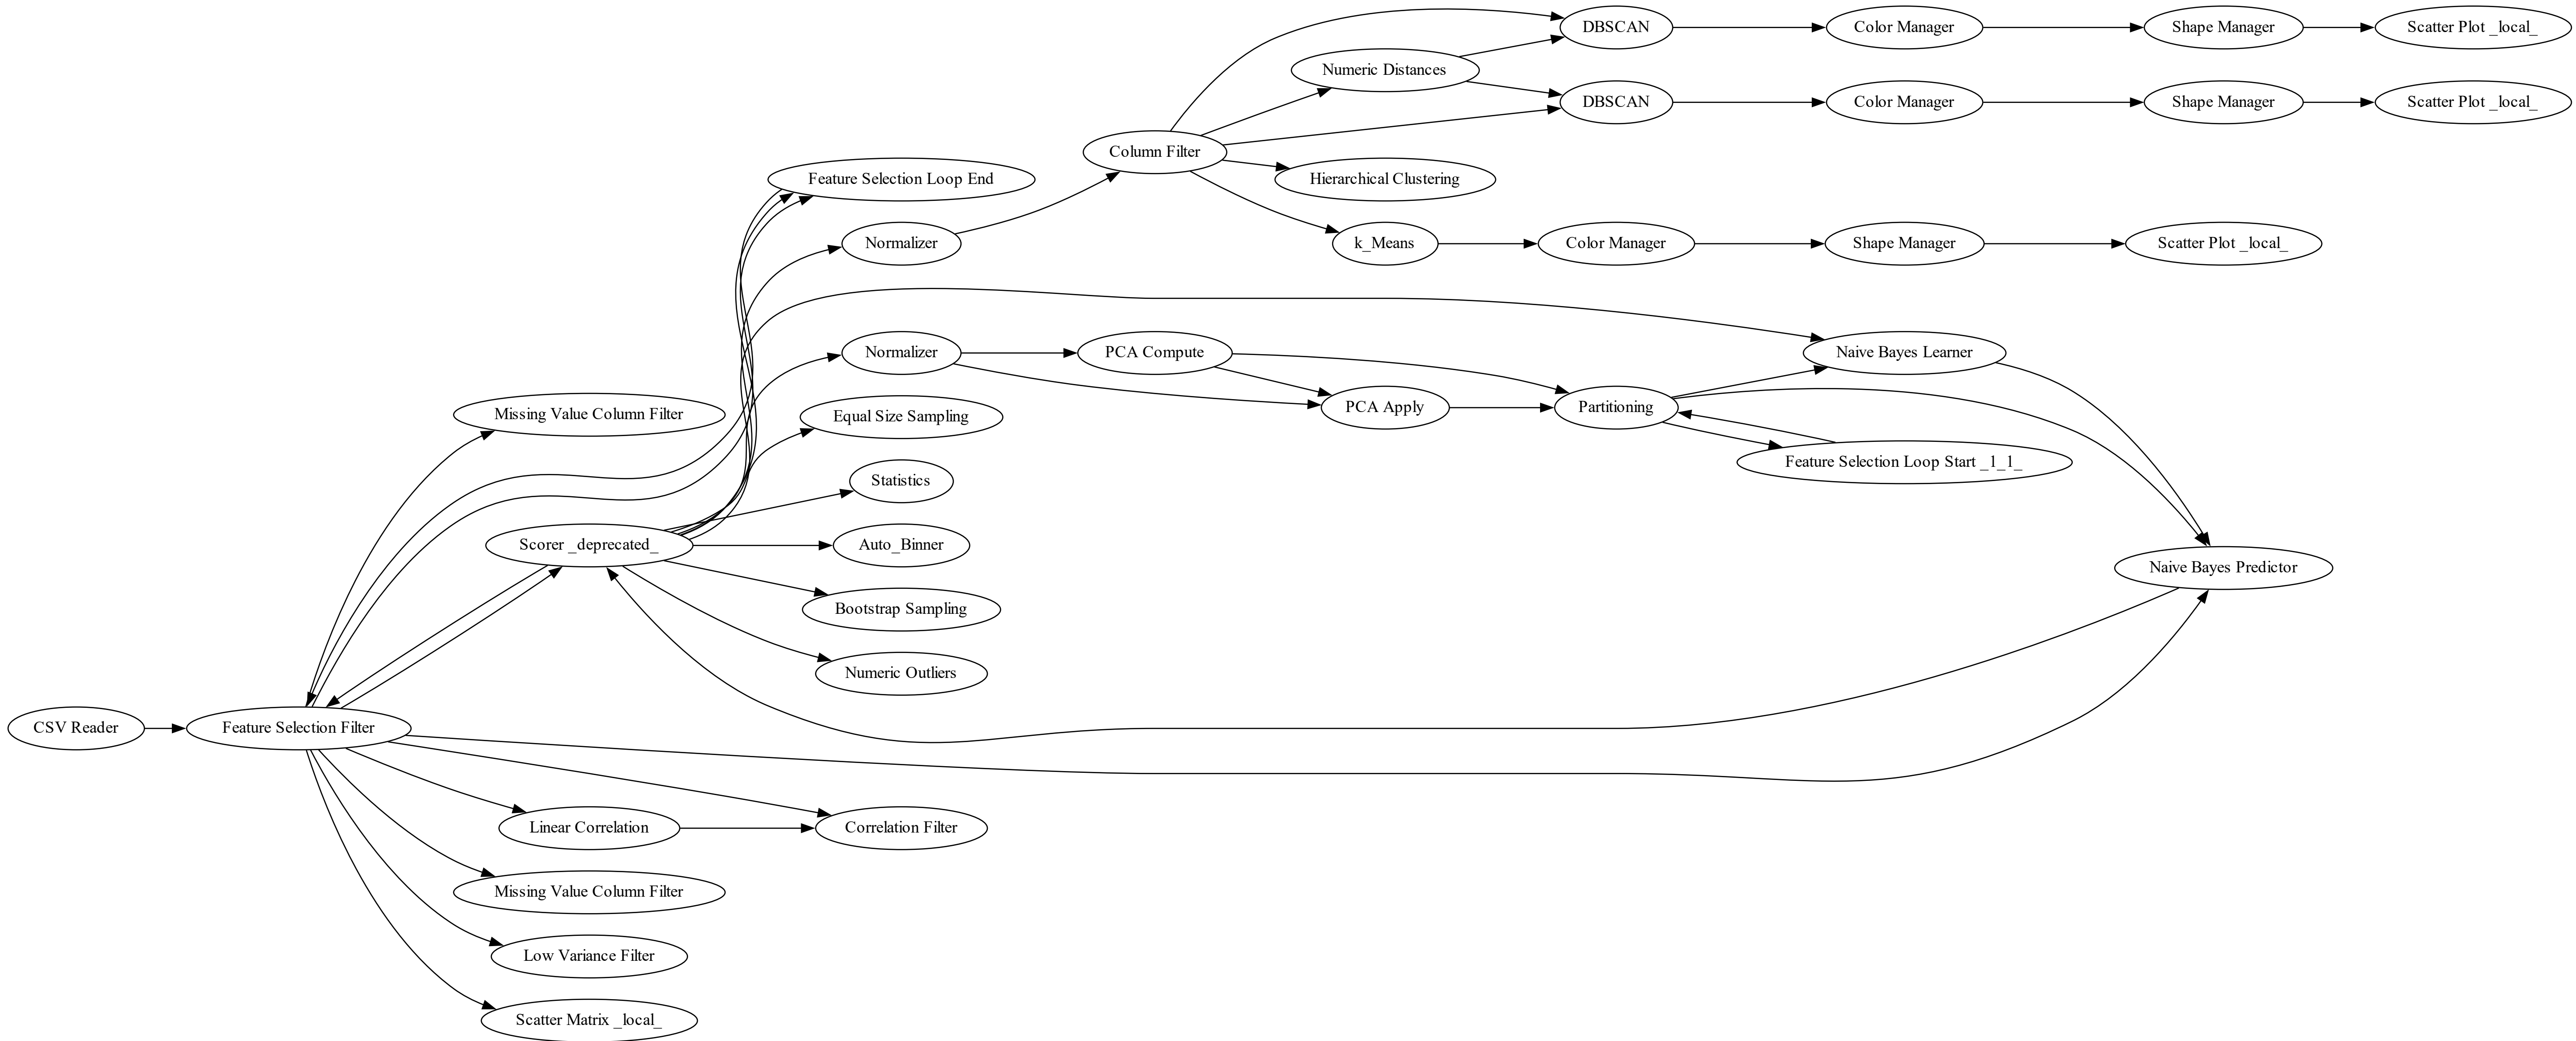 DBSCAN
Color Manager
Shape Manager
Scatter Plot _local_
Numeric Distances
DBSCAN
Color Manager
Shape Manager
Scatter Plot _local_
Column Filter
Feature Selection Loop End
Hierarchical Clustering
Normalizer
k_Means
Color Manager
Shape Manager
Scatter Plot _local_
Normalizer
PCA Compute
Naive Bayes Learner
Missing Value Column Filter
Equal Size Sampling
PCA Apply
Partitioning
Feature Selection Loop Start _1_1_
Statistics
Scorer _deprecated_
Auto_Binner
Naive Bayes Predictor
Bootstrap Sampling
Numeric Outliers
CSV Reader
Feature Selection Filter
Linear Correlation
Correlation Filter
Missing Value Column Filter
Low Variance Filter
Scatter Matrix _local_